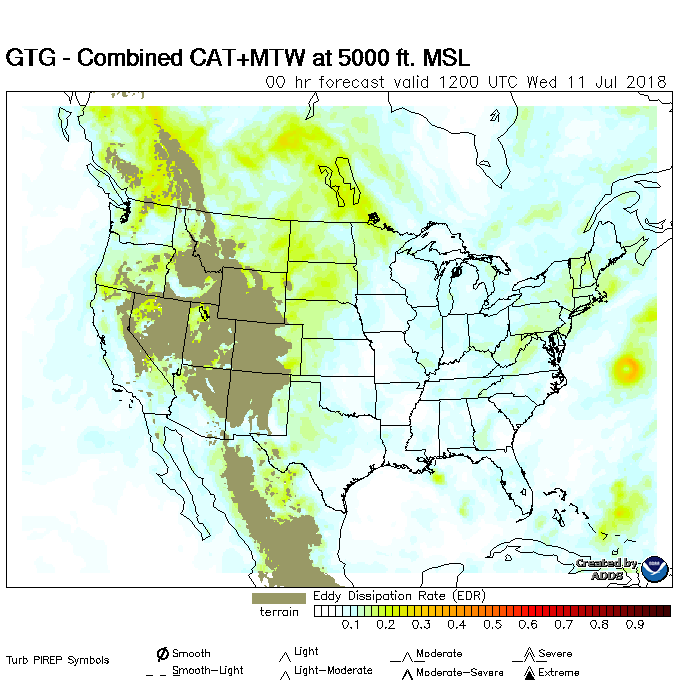 GTG - Combined CAT+MTW at 5000 ft. MSL
00 hr forecast valid 1200 UTC Wed 11 Jul 2018
Created by
ADDS
Eddy Dissipation Rate (EDR)
terrain
0.1 0.2 0.3 0.4 0.5 0.6 0.7 0.8 0.9
Turb PIREP Symbols
Smooth Light Moderate Severe
Smooth-Light Light-Moderate Moderate-Severe Extreme